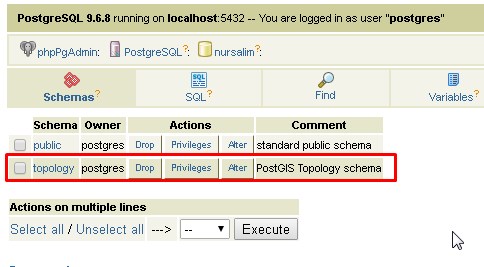 PostgreSQL 9.6.8 running on localhost:5432 -- You are logged in as user "postgres"
phpPgAdmin: PostgreSQL?: nursalim?:
Schemas? SQL? Find Variables?
Schema Owner Actions Comment
public postgres Drop Privileges Alter standard public schema
topology postgres Drop Privileges Alter PostGIS Topology schema
Actions on multiple lines
Select all / Unselect all ---> -- Execute